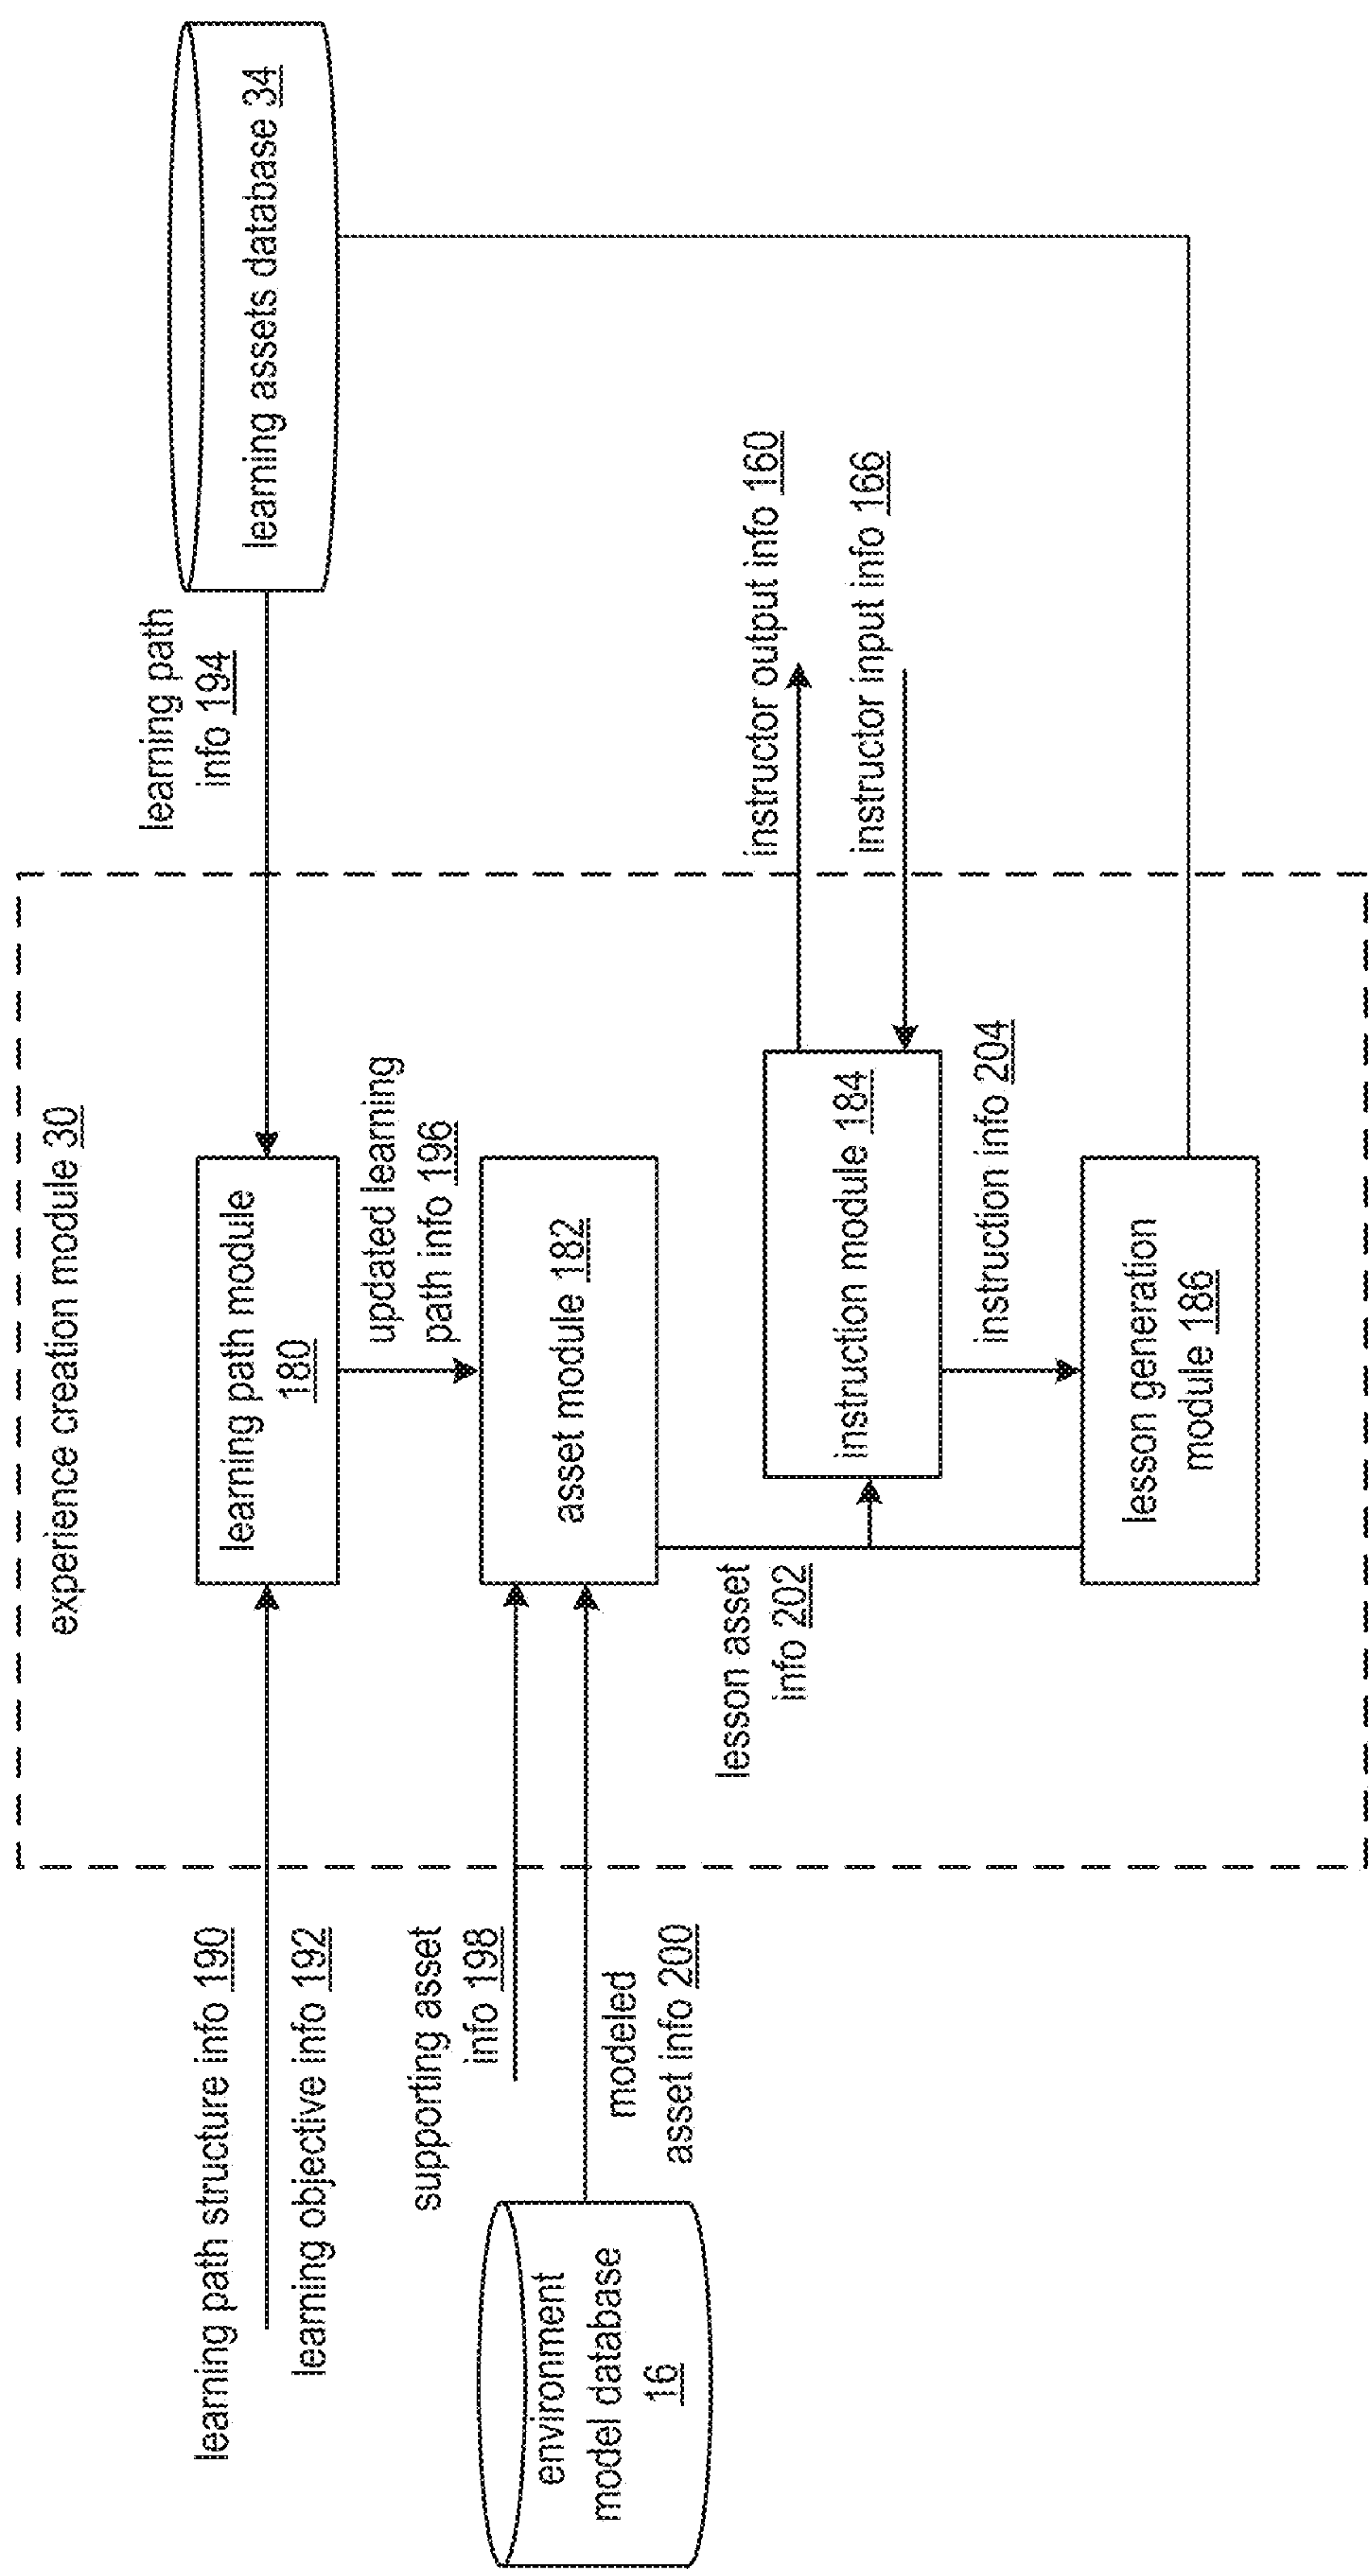 experience creation module 30
learning path structure info 190
learning objective info 192
learning path module
180
learning path
info 194
learning assets database 34
updated learning
path info 196
supporting asset
info 198
environment
model database
16
modeled
asset info 200
asset module 182
lesson asset
info 202
instruction module 184
instructor output info 160
instructor input info 166
instruction info 204
lesson generation
module 186